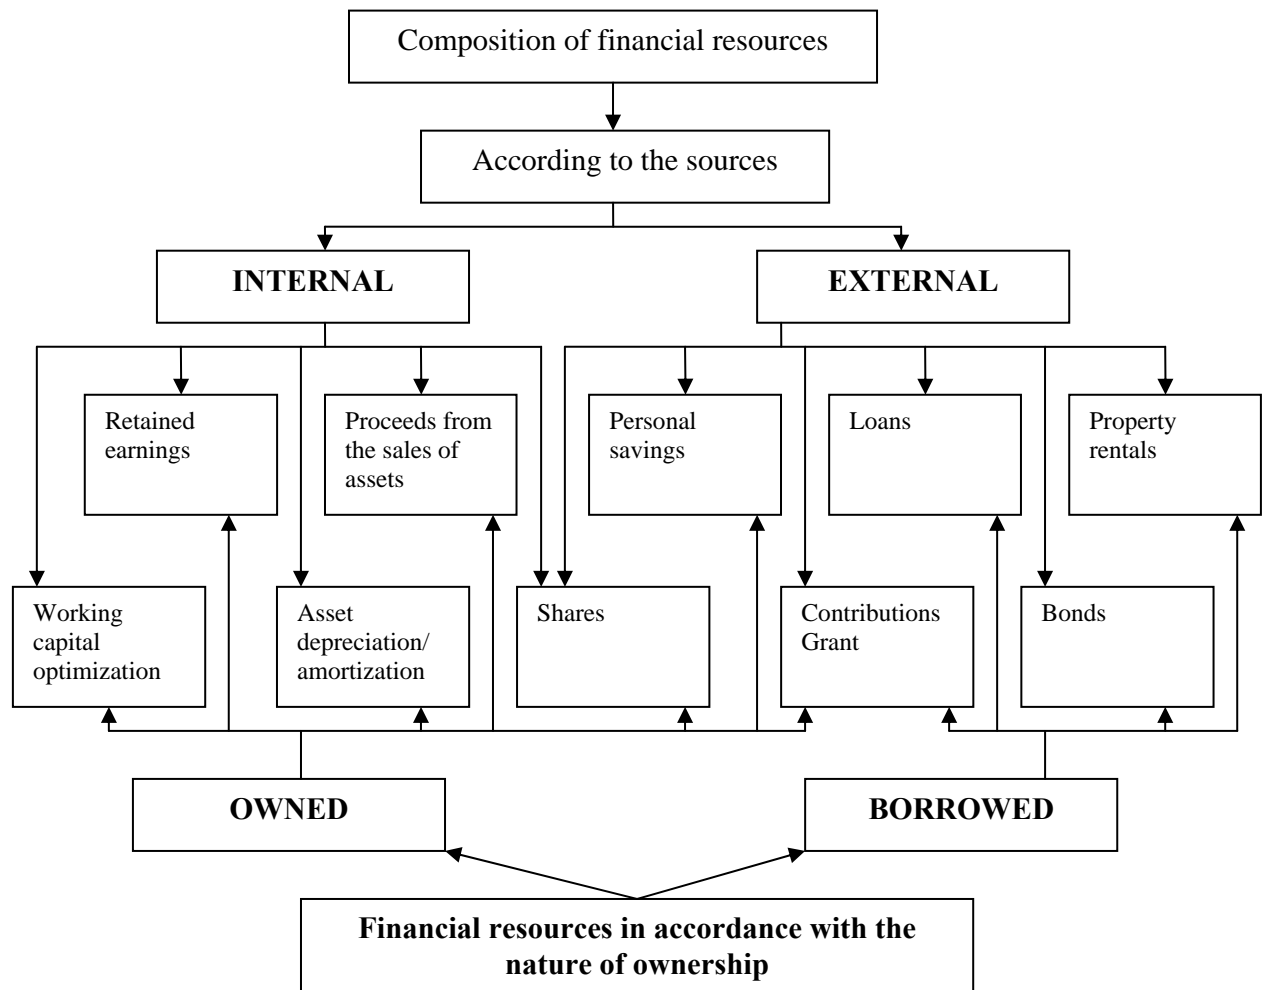 Composition of financial resources
According to the sources
INTERNAL
EXTERNAL
Retained
earnings
Proceeds from
the sales of
assets
Personal
savings
Loans
Property
rentals
Working
capital
optimization
Asset
depreciation/
amortization
Shares
Contributions
Grant
Bonds
OWNED
BORROWED
Financial resources in accordance with the
nature of ownership